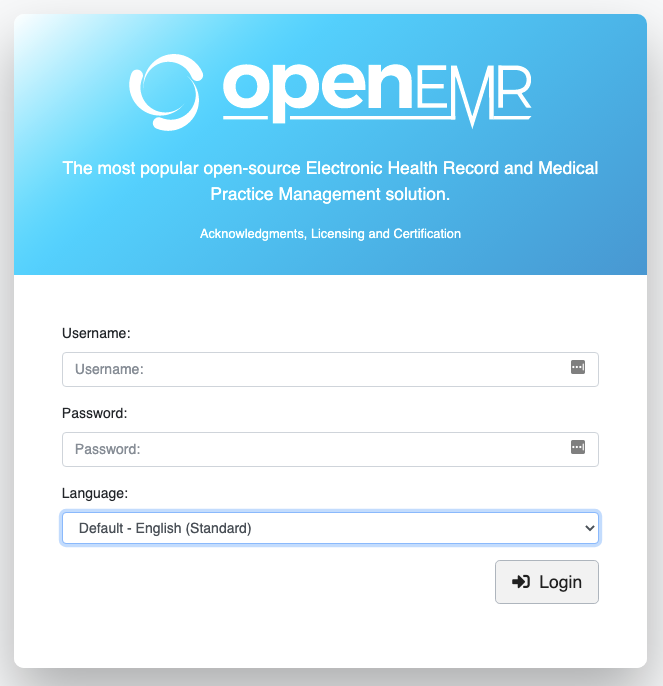 openEMR
The most popular open-source Electronic Health Record and Medical
Practice Management solution.
Acknowledgments, Licensing and Certification
Username:
Username:
Password:
Password:
Language:
Default - English (Standard)
Login